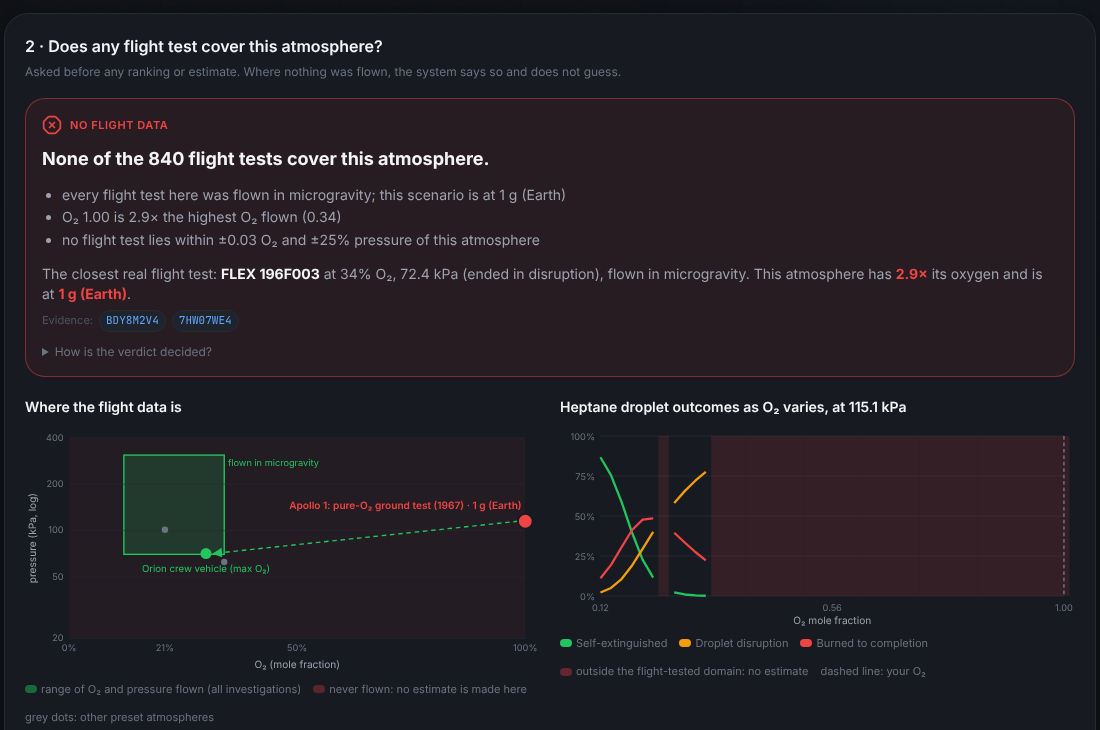 2 · Does any flight test cover this atmosphere?
Asked before any ranking or estimate. Where nothing was flown, the system says so and does not guess.
NO FLIGHT DATA
None of the 840 flight tests cover this atmosphere.
• every flight test here was flown in microgravity; this scenario is at 1 g (Earth)
• O₂ 1.00 is 2.9× the highest O₂ flown (0.34)
• no flight test lies within ±0.03 O₂ and ±25% pressure of this atmosphere
The closest real flight test: FLEX 196F003 at 34% O₂, 72.4 kPa (ended in disruption), flown in microgravity. This atmosphere has 2.9× its oxygen and is
at 1 g (Earth).
Evidence: BDY8M2V4 7HW07WE4
▶ How is the verdict decided?
Where the flight data is
400
200
100
50
20
pressure (kPa, log)
flown in microgravity
Apollo 1: pure-O₂ ground test (1967) · 1 g (Earth)
Orion crew vehicle (max O₂)
0% 21% 50% 100%
O₂ (mole fraction)
range of O₂ and pressure flown (all investigations) never flown: no estimate is made here
grey dots: other preset atmospheres
Heptane droplet outcomes as O₂ varies, at 115.1 kPa
100%
75%
50%
25%
0%
0.12 0.56 1.00
O₂ mole fraction
Self-extinguished Droplet disruption Burned to completion
outside the flight-tested domain: no estimate dashed line: your O₂